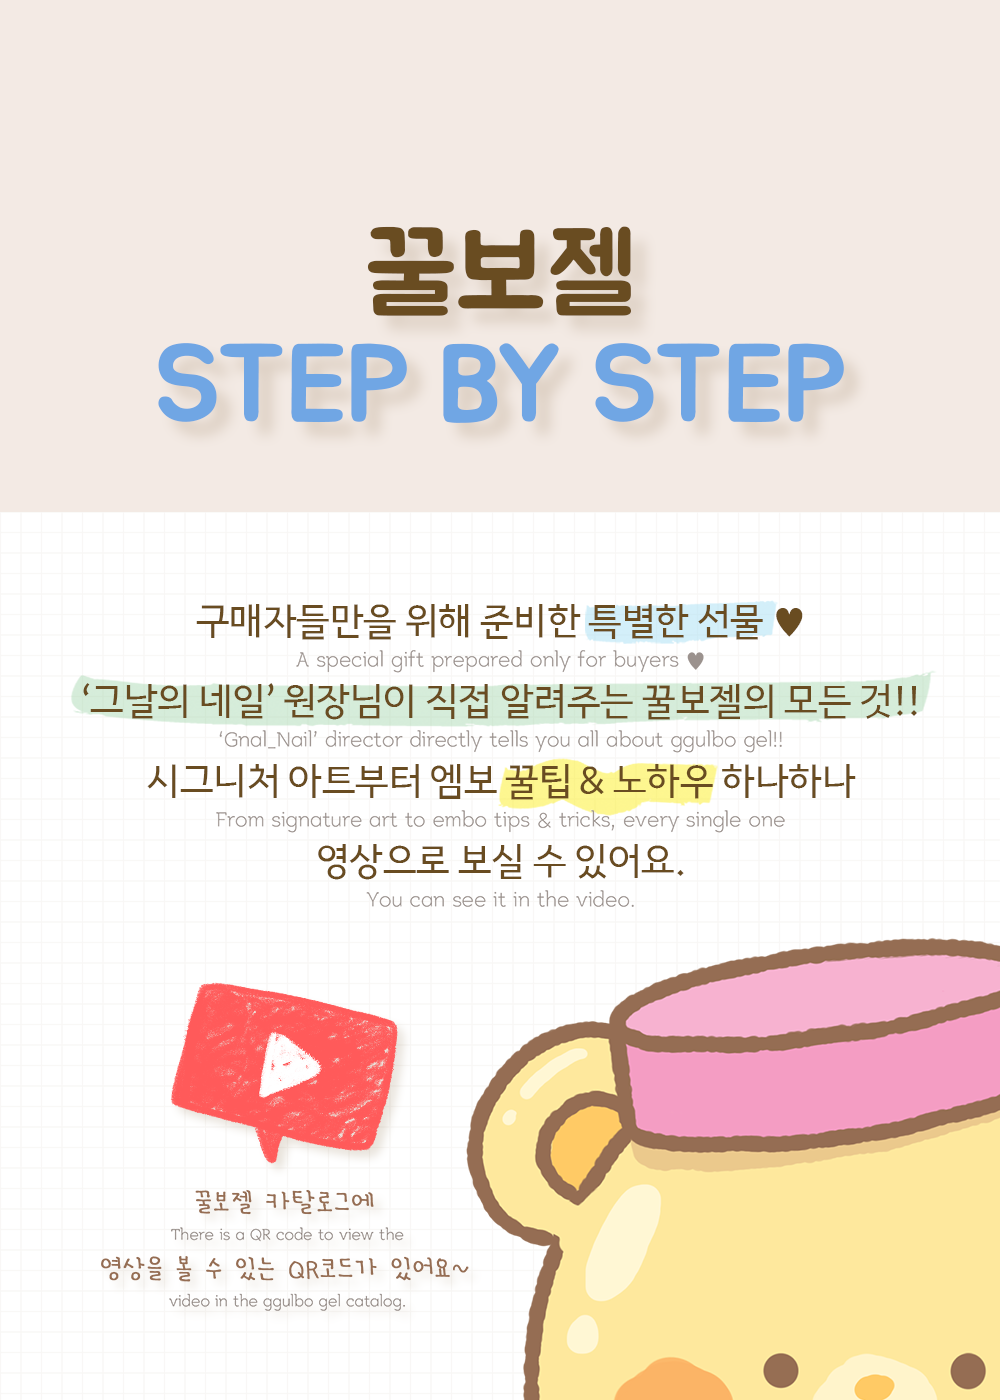 꿀보젤
STEP BY STEP
구매자들만을 위해 준비한 특별한 선물 ♥
A special gift prepared only for buyers ♥
‘그날의 네일’ 원장님이 직접 알려주는 꿀보젤의 모든 것!!
‘Gnal_Nail’ director directly tells you all about ggulbo gel!!
시그니처 아트부터 엠보 꿀팁 & 노하우 하나하나
From signature art to embo tips & tricks, every single one
영상으로 보실 수 있어요.
You can see it in the video.
꿀보젤 카탈로그에
There is a QR code to view the
영상을 볼 수 있는 QR코드가 있어요~
video in the ggulbo gel catalog.